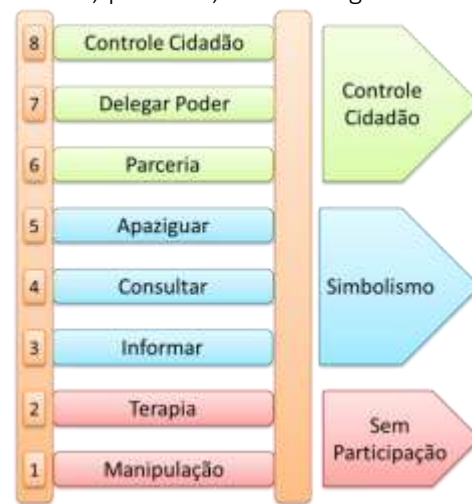 8 Controle Cidadão
7 Delegar Poder
6 Parceria
Controle
Cidadão
5 Apaziguar
4 Consultar
3 Informar
Simbolismo
2 Terapia
1 Manipulação
Sem
Participação